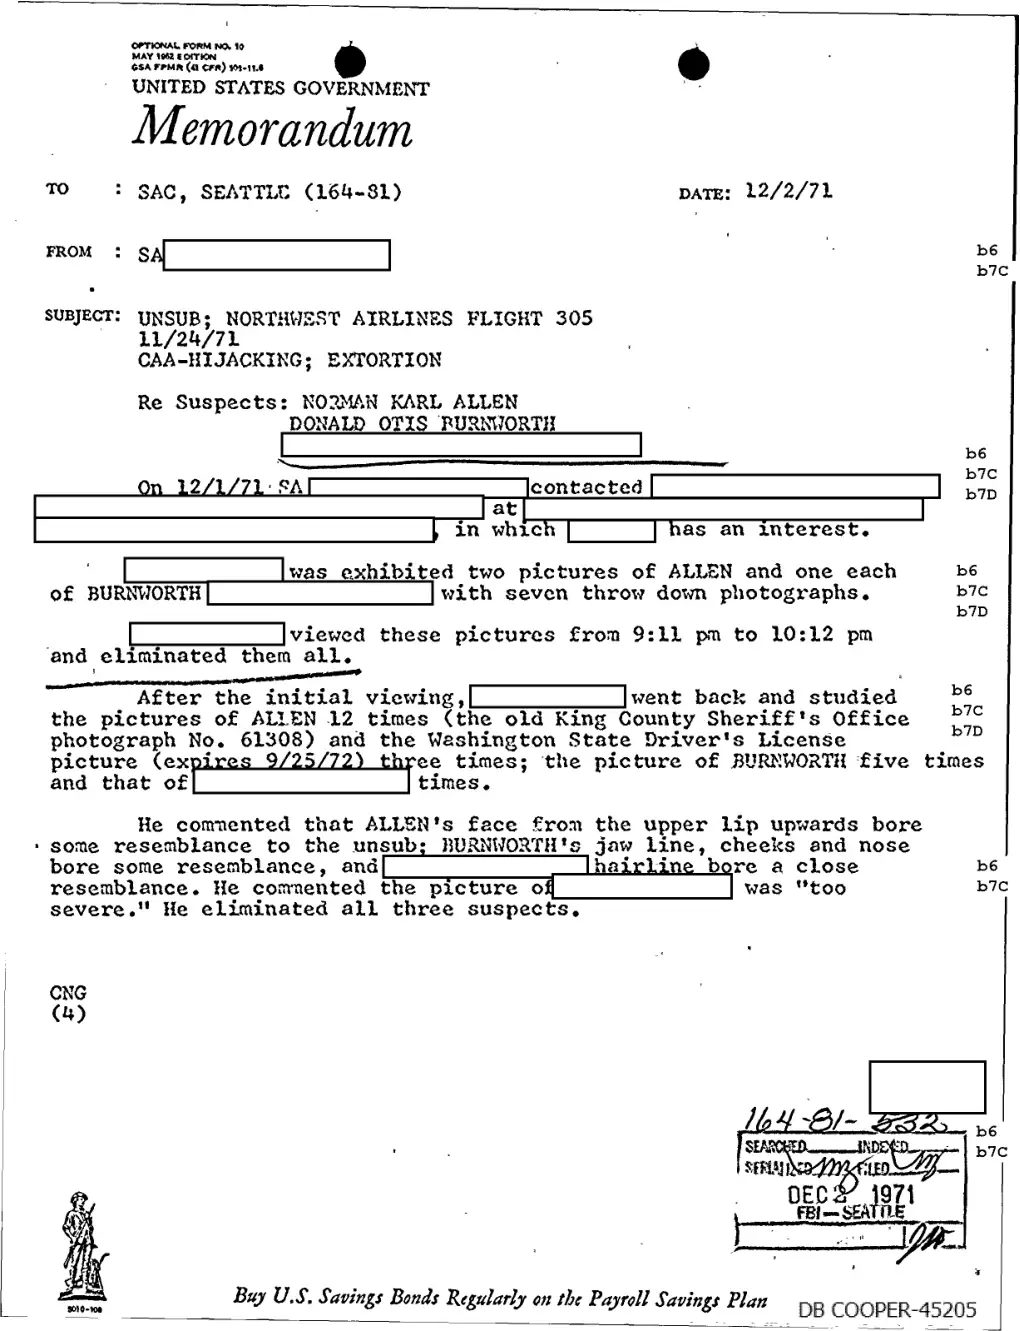 OPTIONAL FORM NO. 10
MAY 1962 EDITION
GSA FPMR (41 CFR) 101-11.6
UNITED STATES GOVERNMENT
Memorandum
TO : SAC, SEATTLE (164-81) DATE: 12/2/71
FROM : SA b6
b7C
SUBJECT: UNSUB; NORTHWEST AIRLINES FLIGHT 305
11/24/71
CAA-HIJACKING; EXTORTION
Re Suspects: NORMAN KARL ALLEN
DONALD OTIS BURNWORTH
b6
b7C
b7D
On 12/1/71 SA contacted
at
, in which has an interest.
was exhibited two pictures of ALLEN and one each b6
of BURNWORTH with seven throw down photographs. b7C
b7D
viewed these pictures from 9:11 pm to 10:12 pm
and eliminated them all.
After the initial viewing, went back and studied b6
the pictures of ALLEN 12 times (the old King County Sheriff's Office b7C
photograph No. 61308) and the Washington State Driver's License b7D
picture (expires 9/25/72) three times; the picture of BURNWORTH five times
and that of times.
He commented that ALLEN's face from the upper lip upwards bore
some resemblance to the unsub; BURNWORTH's jaw line, cheeks and nose
bore some resemblance, and hairline bore a close b6
resemblance. He commented the picture of was "too b7C
severe." He eliminated all three suspects.
CNG
(4)
164-81-532
b6
b7C
SEARCHED INDEXED
SERIALIZED FILED
DEC 2 1971
FBI—SEATTLE
5010-108
Buy U.S. Savings Bonds Regularly on the Payroll Savings Plan
DB COOPER-45205